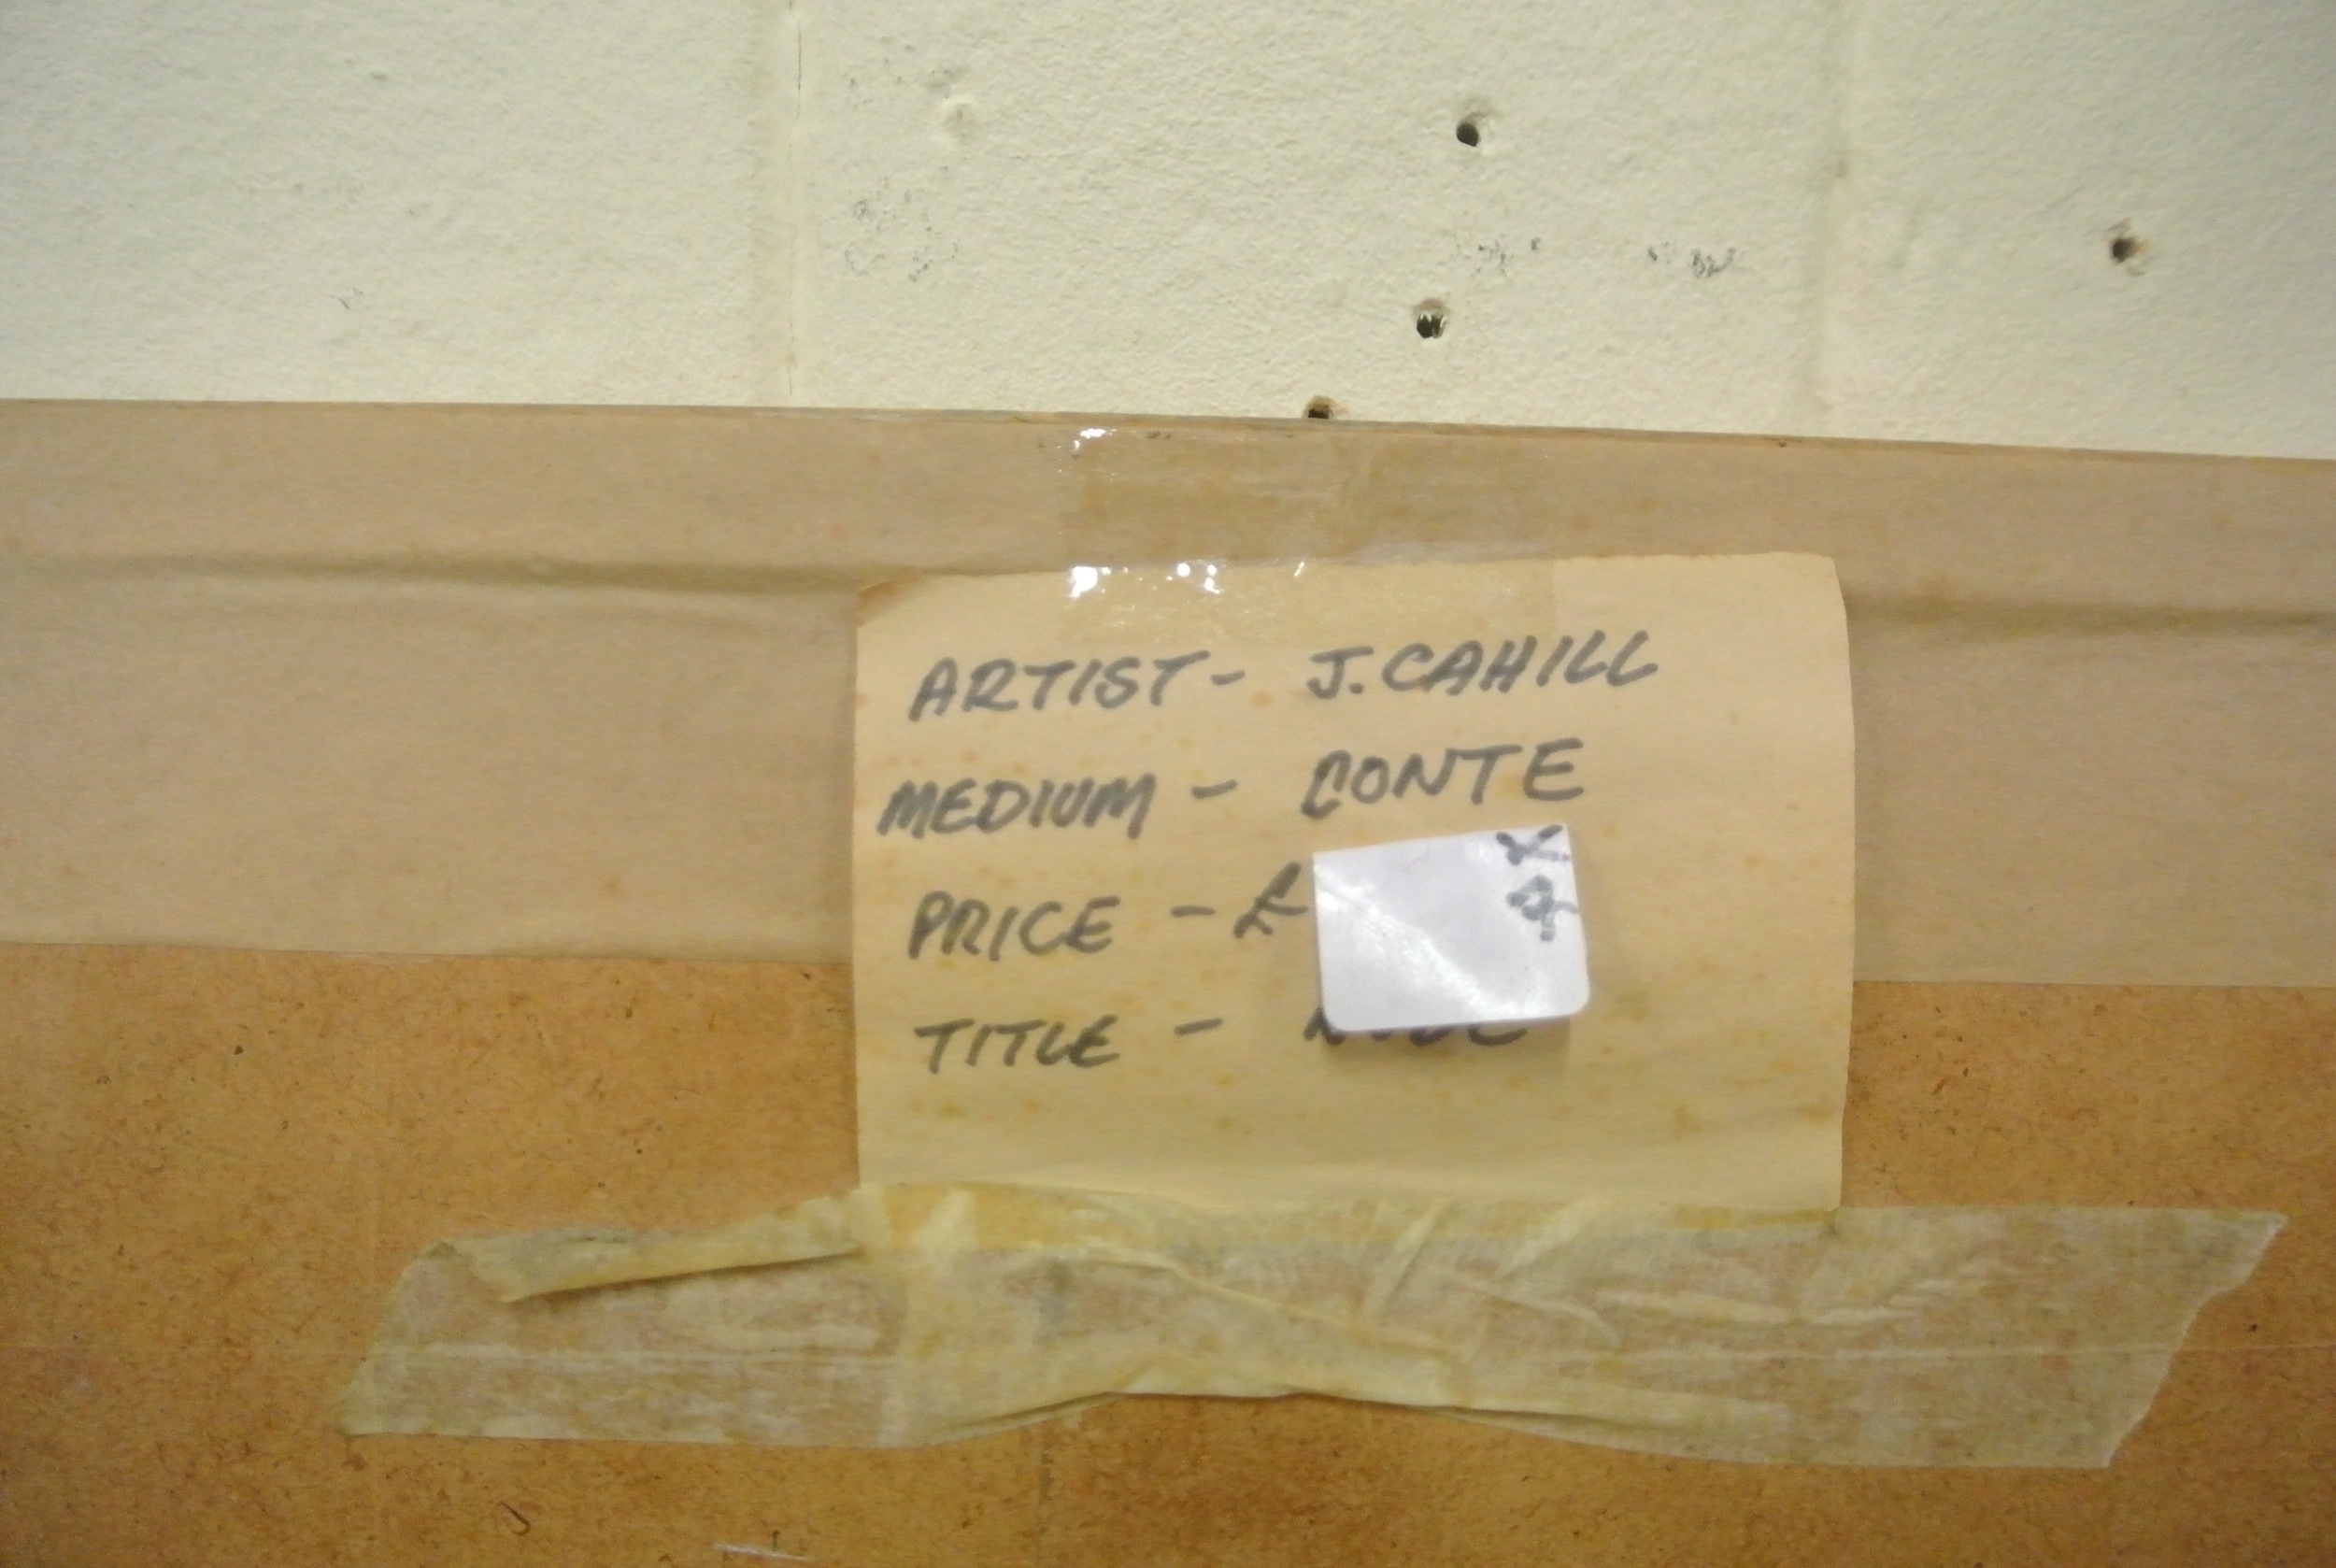 ARTIST - J. CAHILL
MEDIUM - CONTE
PRICE - £
TITLE -